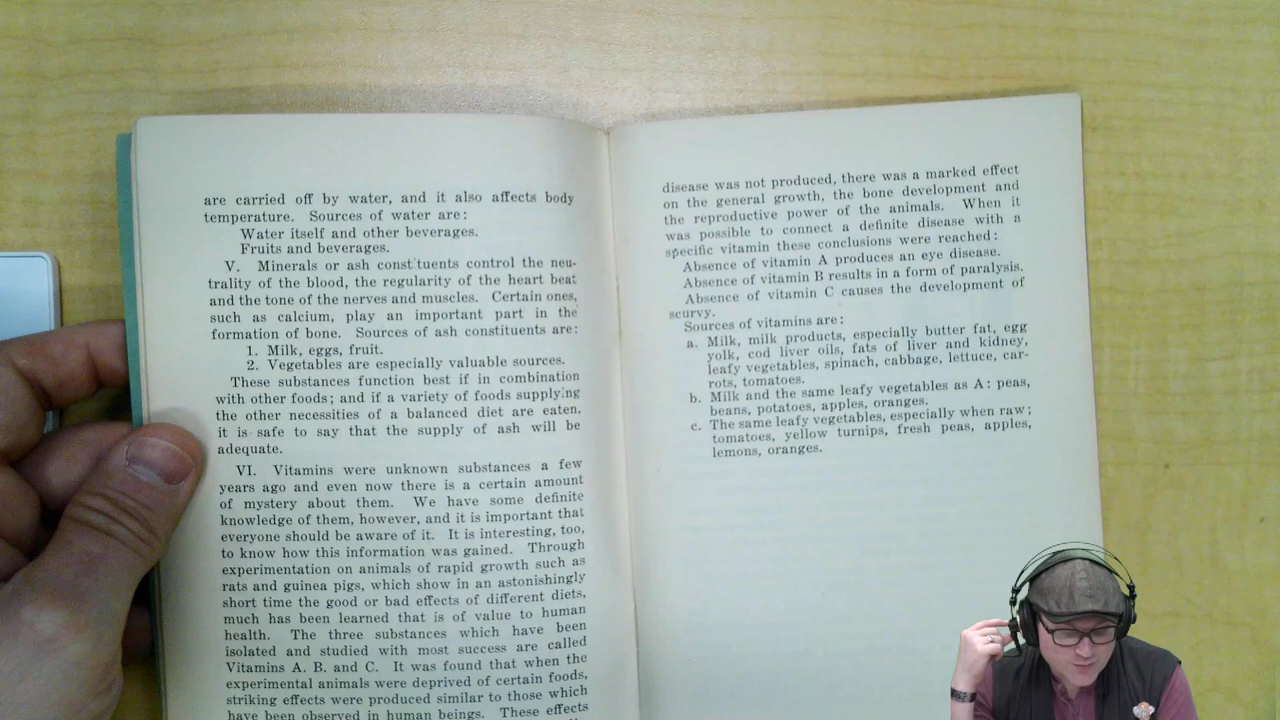 are carried off by water, and it also affects body
temperature. Sources of water are:
Water itself and other beverages.
Fruits and beverages.
V. Minerals or ash constituents control the neu-
trality of the blood, the regularity of the heart beat
and the tone of the nerves and muscles. Certain ones,
such as calcium, play an important part in the
formation of bone. Sources of ash constituents are:
1. Milk, eggs, fruit.
2. Vegetables are especially valuable sources.
These substances function best if in combination
with other foods; and if a variety of foods supplying
the other necessities of a balanced diet are eaten,
it is safe to say that the supply of ash will be
adequate.
VI. Vitamins were unknown substances a few
years ago and even now there is a certain amount
of mystery about them. We have some definite
knowledge of them, however, and it is important that
everyone should be aware of it. It is interesting, too,
to know how this information was gained. Through
experimentation on animals of rapid growth such as
rats and guinea pigs, which show in an astonishingly
short time the good or bad effects of different diets,
much has been learned that is of value to human
health. The three substances which have been
isolated and studied with most success are called
Vitamins A. B. and C. It was found that when the
experimental animals were deprived of certain foods,
striking effects were produced similar to those which
have been observed in human beings. These effects
disease was not produced, there was a marked effect
on the general growth, the bone development and
the reproductive power of the animals. When it
was possible to connect a definite disease with a
specific vitamin these conclusions were reached:
Absence of vitamin A produces an eye disease.
Absence of vitamin B results in a form of paralysis.
Absence of vitamin C causes the development of
scurvy.
Sources of vitamins are:
a. Milk, milk products, especially butter fat, egg
yolk, cod liver oils, fats of liver and kidney,
leafy vegetables, spinach, cabbage, lettuce, car-
rots, tomatoes.
b. Milk and the same leafy vegetables as A: peas,
beans, potatoes, apples, oranges.
c. The same leafy vegetables, especially when raw;
tomatoes, yellow turnips, fresh peas, apples,
lemons, oranges.